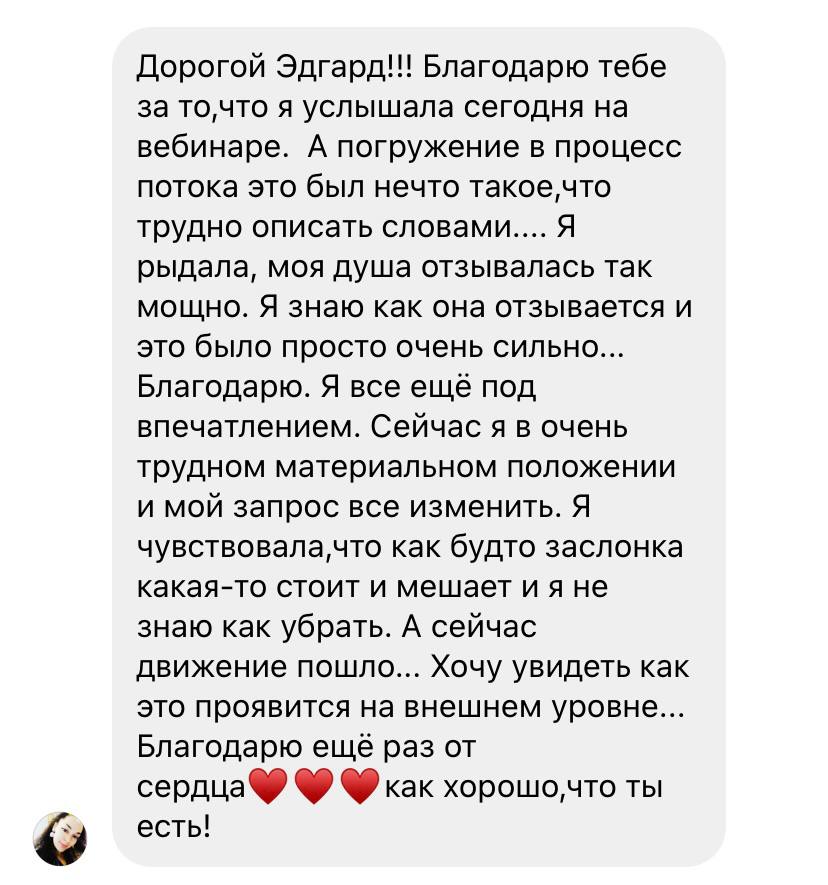 Дорогой Эдгард!!! Благодарю тебе
за то,что я услышала сегодня на
вебинаре.  А погружение в процесс
потока это был нечто такое,что
трудно описать словами.... Я
рыдала, моя душа отзывалась так
мощно. Я знаю как она отзывается и
это было просто очень сильно...
Благодарю. Я все ещё под
впечатлением. Сейчас я в очень
трудном материальном положении
и мой запрос все изменить. Я
чувствовала,что как будто заслонка
какая-то стоит и мешает и я не
знаю как убрать. А сейчас
движение пошло... Хочу увидеть как
это проявится на внешнем уровне...
Благодарю ещё раз от
сердца♥️♥️♥️как хорошо,что ты
есть!